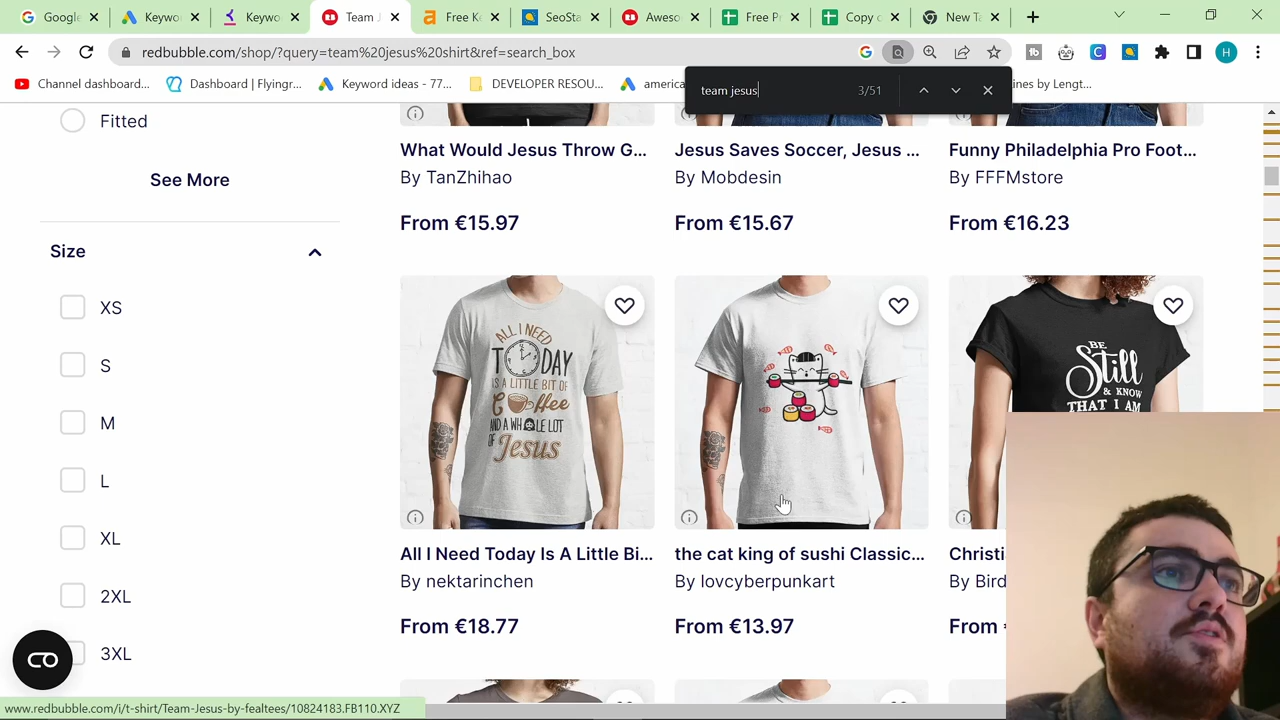 Google
Keywo
Keywo
Team J
Free K
SeoSta
Aweso
Free P
Copy c
New Ta
redbubble.com/shop/?query=team%20jesus%20shirt&ref=search_box
H
Channel dashboard...
Dashboard | Flyingr...
Keyword ideas - 77...
DEVELOPER RESOU...
america
ines by Lengt...
team jesus
3/51
Fitted
See More
Size
XS
S
M
L
XL
2XL
3XL
What Would Jesus Throw G...
By TanZhihao
From €15.97
Jesus Saves Soccer, Jesus ...
By Mobdesin
From €15.67
Funny Philadelphia Pro Foot...
By FFFMstore
From €16.23
ALL I NEED
TODAY
IS A LITTLE BIT OF
Coffee
AND A WHOLE LOT
OF Jesus
BE
Still
& KNOW
THAT I AM
All I Need Today Is A Little Bi...
By nektarinchen
From €18.77
the cat king of sushi Classic...
By lovcyberpunkart
From €13.97
Christi
By Bird
From
www.redbubble.com/i/t-shirt/Team-Jesus-by-fealtees/10824183.FB110.XYZ